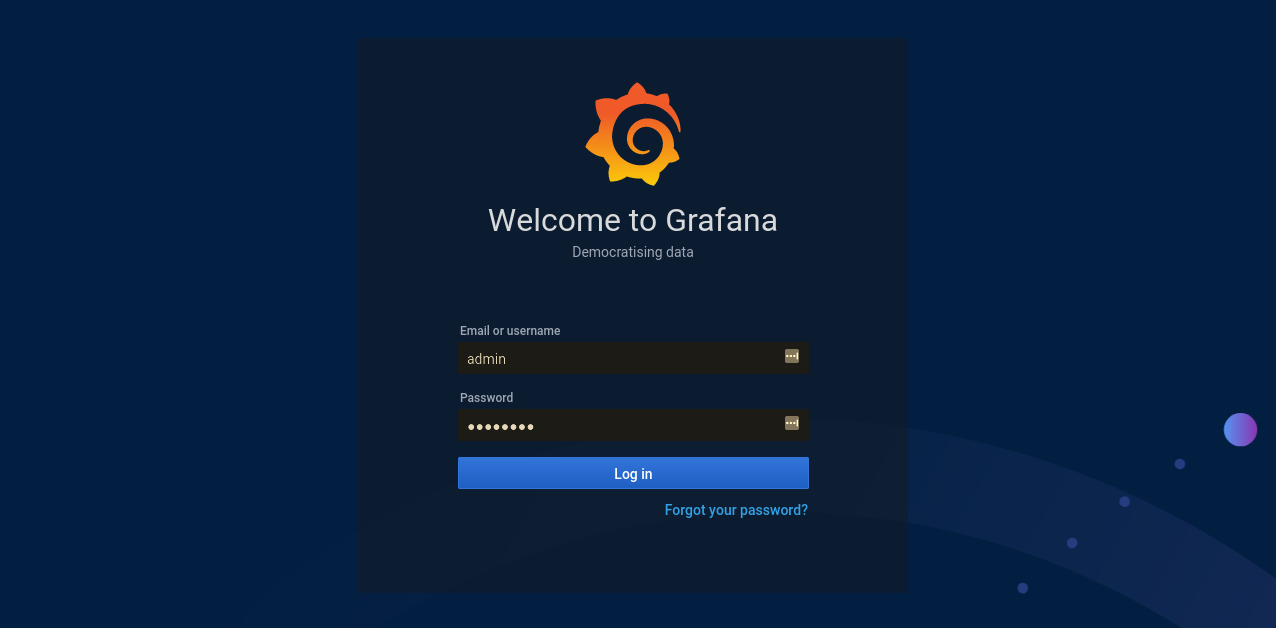 Welcome to Grafana
Democratising data
Email or username
admin
Password
••••••••
Log in
Forgot your password?